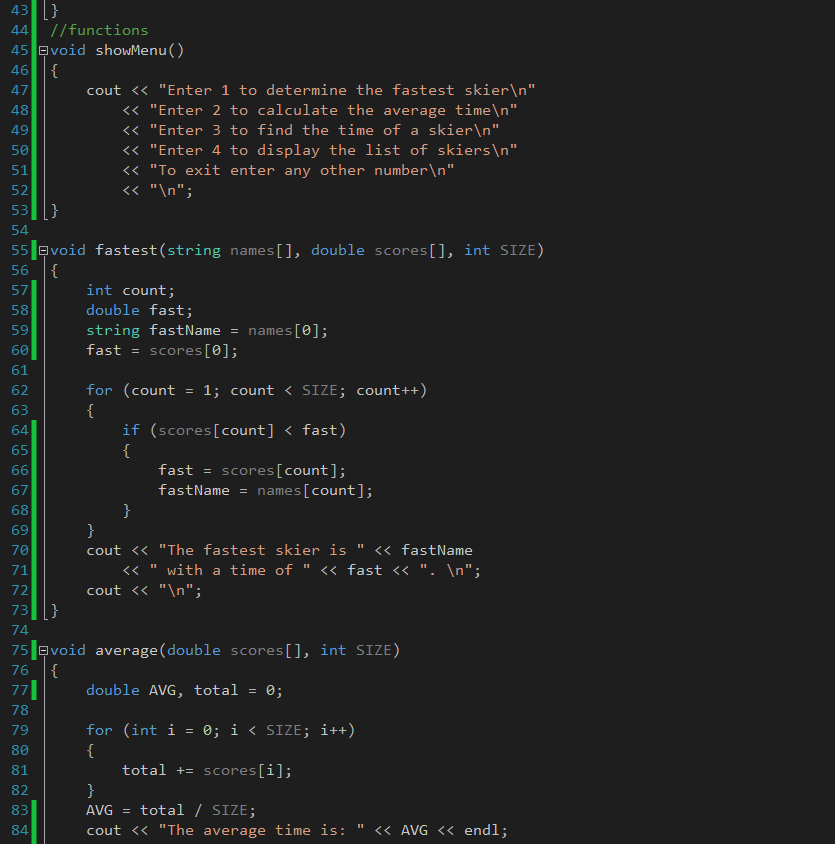 43 }
44 //functions
45 void showMenu()
46 {
47     cout << "Enter 1 to determine the fastest skier\n"
48         << "Enter 2 to calculate the average time\n"
49         << "Enter 3 to find the time of a skier\n"
50         << "Enter 4 to display the list of skiers\n"
51         << "To exit enter any other number\n"
52         << "\n";
53 }
54
55 void fastest(string names[], double scores[], int SIZE)
56 {
57     int count;
58     double fast;
59     string fastName = names[0];
60     fast = scores[0];
61
62     for (count = 1; count < SIZE; count++)
63     {
64         if (scores[count] < fast)
65         {
66             fast = scores[count];
67             fastName = names[count];
68         }
69     }
70     cout << "The fastest skier is " << fastName
71         << " with a time of " << fast << ". \n";
72     cout << "\n";
73 }
74
75 void average(double scores[], int SIZE)
76 {
77     double AVG, total = 0;
78
79     for (int i = 0; i < SIZE; i++)
80     {
81         total += scores[i];
82     }
83     AVG = total / SIZE;
84     cout << "The average time is: " << AVG << endl;